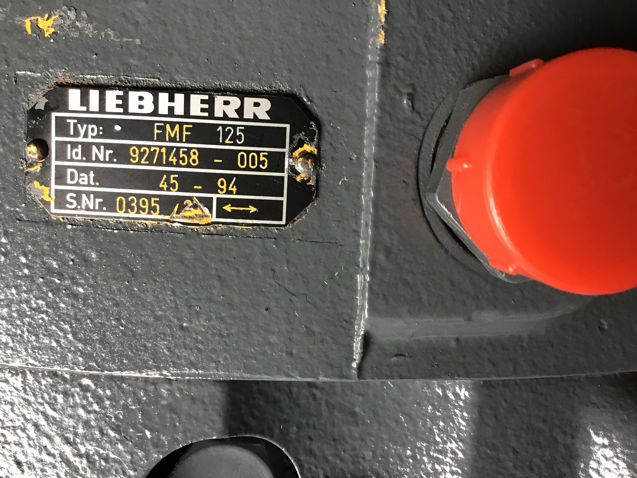 LIEBHERR
Typ: FMF 125
Id. Nr. 9271458 - 005
Dat. 45 - 94
S.Nr. 0395